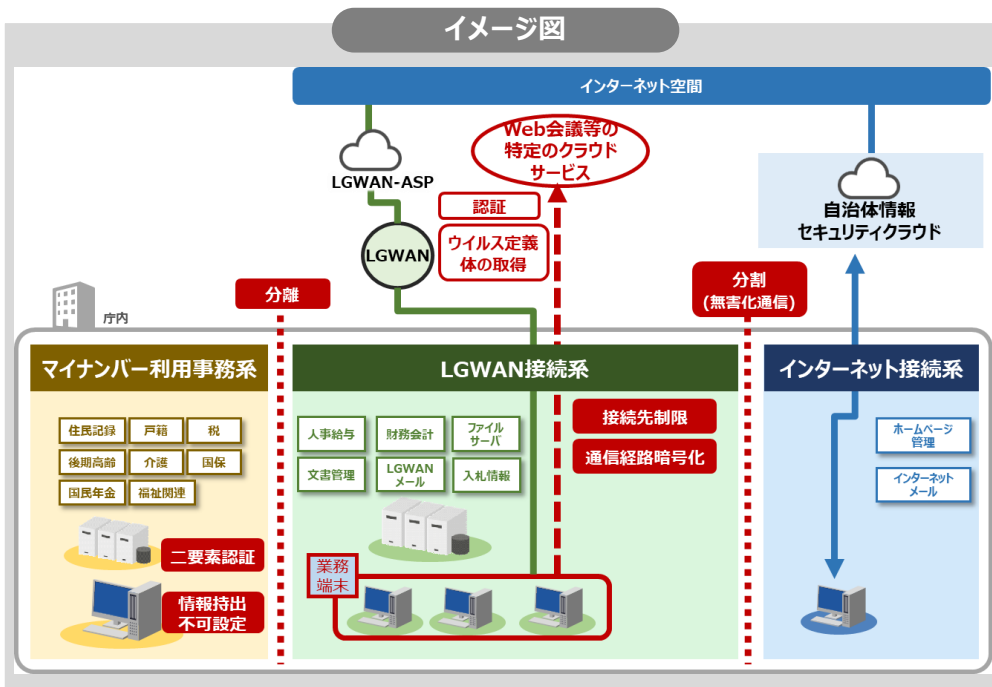 イメージ図
インターネット空間
Web会議等の
特定のクラウド
サービス
LGWAN-ASP
認証
ウイルス定義
体の取得
LGWAN
自治体情報
セキュリティクラウド
分離
分割
(無害化通信)
庁内
マイナンバー利用事務系
住民記録
戸籍
税
後期高齢
介護
国保
国民年金
福祉関連
二要素認証
情報持出
不可設定
LGWAN接続系
人事給与
財務会計
ファイル
サーバ
文書管理
LGWAN
メール
入札情報
接続先制限
通信経路暗号化
業務
端末
インターネット接続系
ホームページ
管理
インターネット
メール